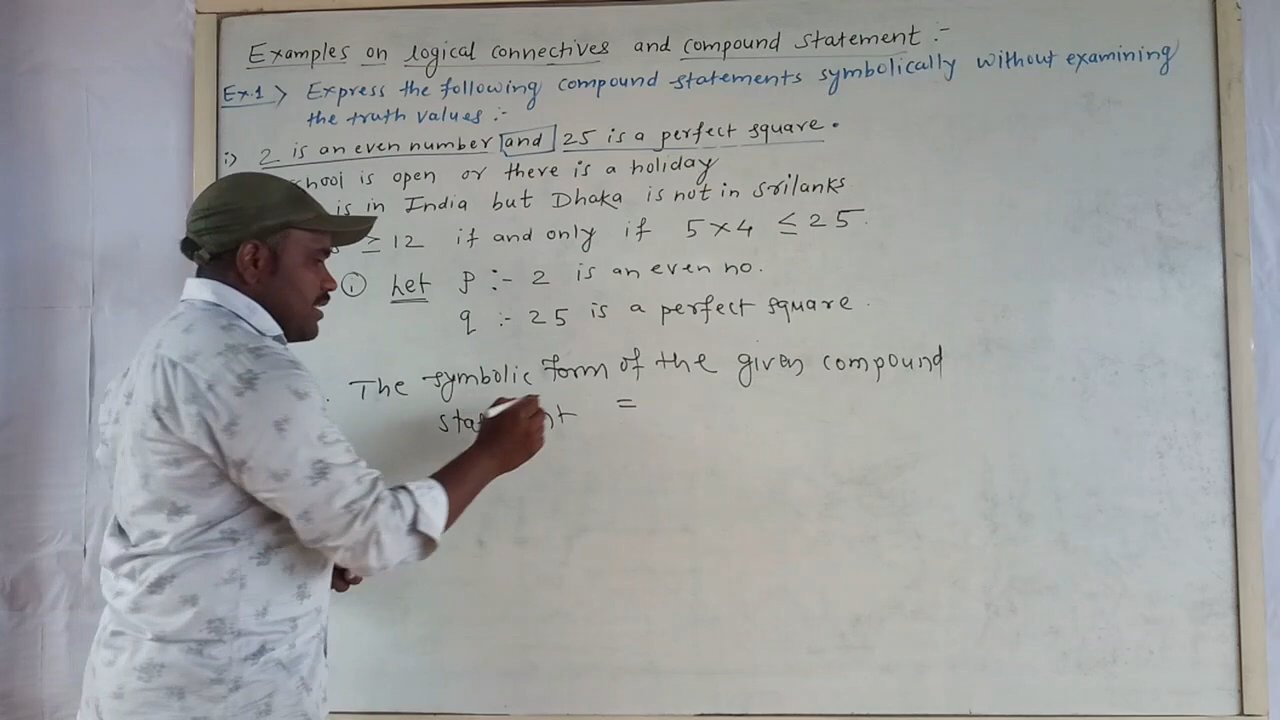 Examples on logical connectives and compound statement :-
Ex.1> Express the following compound statements symbolically without examining
the truth values :-
i) 2 is an even number and 25 is a perfect square.
is open or there is a holiday
is in India but Dhaka is not in srilanks
≥ 12 if and only if 5 × 4 ≤ 25.
i Let p :- 2 is an even no.
q :- 25 is a perfect square.
The symbolic form of the given compound
=